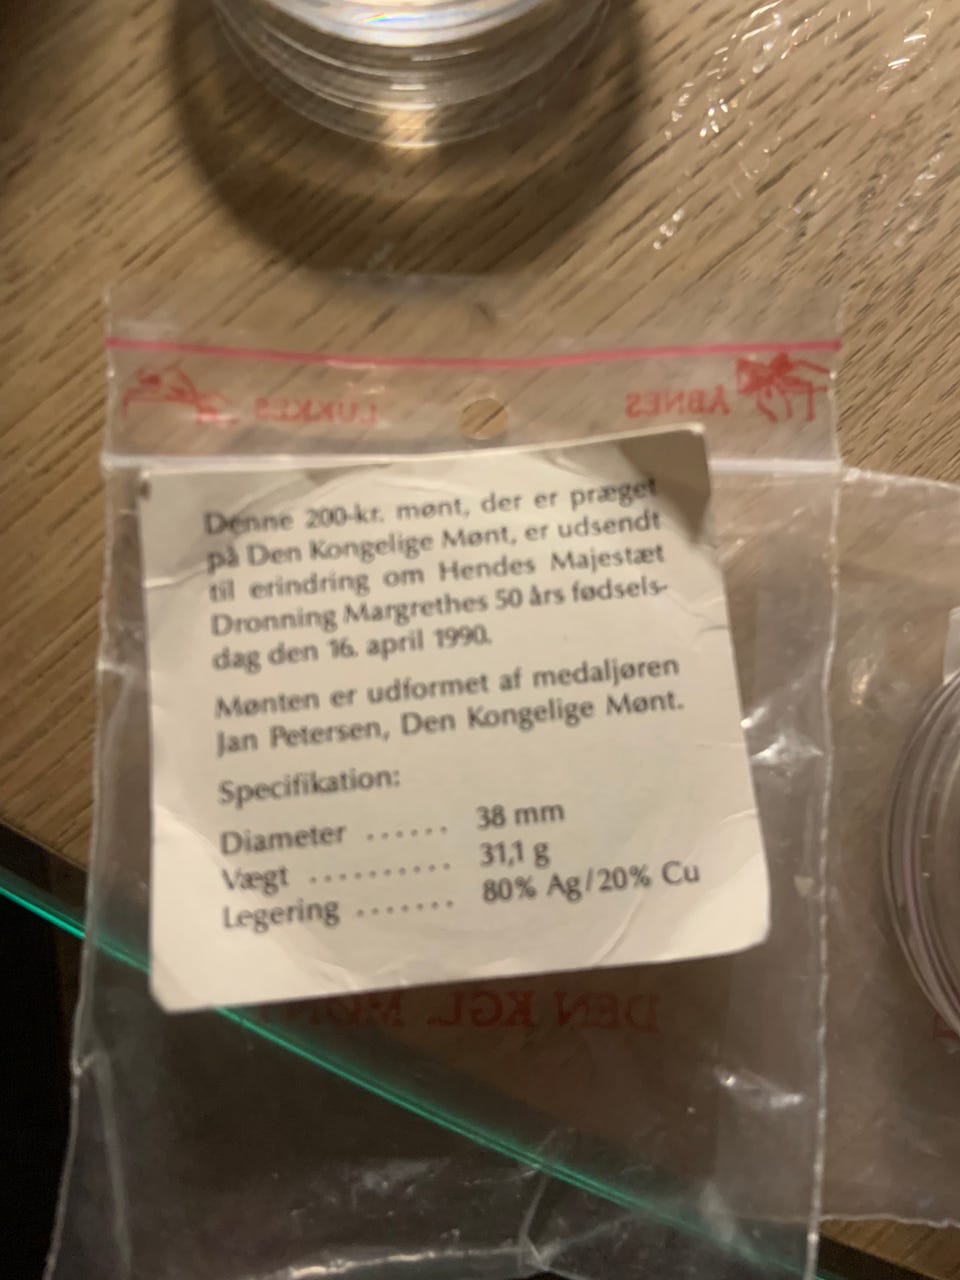 LUKKES
ÅBNES
Denne 200-kr. mønt, der er præget
på Den Kongelige Mønt, er udsendt
til erindring om Hendes Majestæt
Dronning Margrethes 50 års fødsels-
dag den 16. april 1990.
Mønten er udformet af medaljøren
Jan Petersen, Den Kongelige Mønt.
Specifikation:
Diameter ...... 38 mm
Vægt .......... 31,1 g
Legering ....... 80% Ag/20% Cu
DEN KGL. MØNT